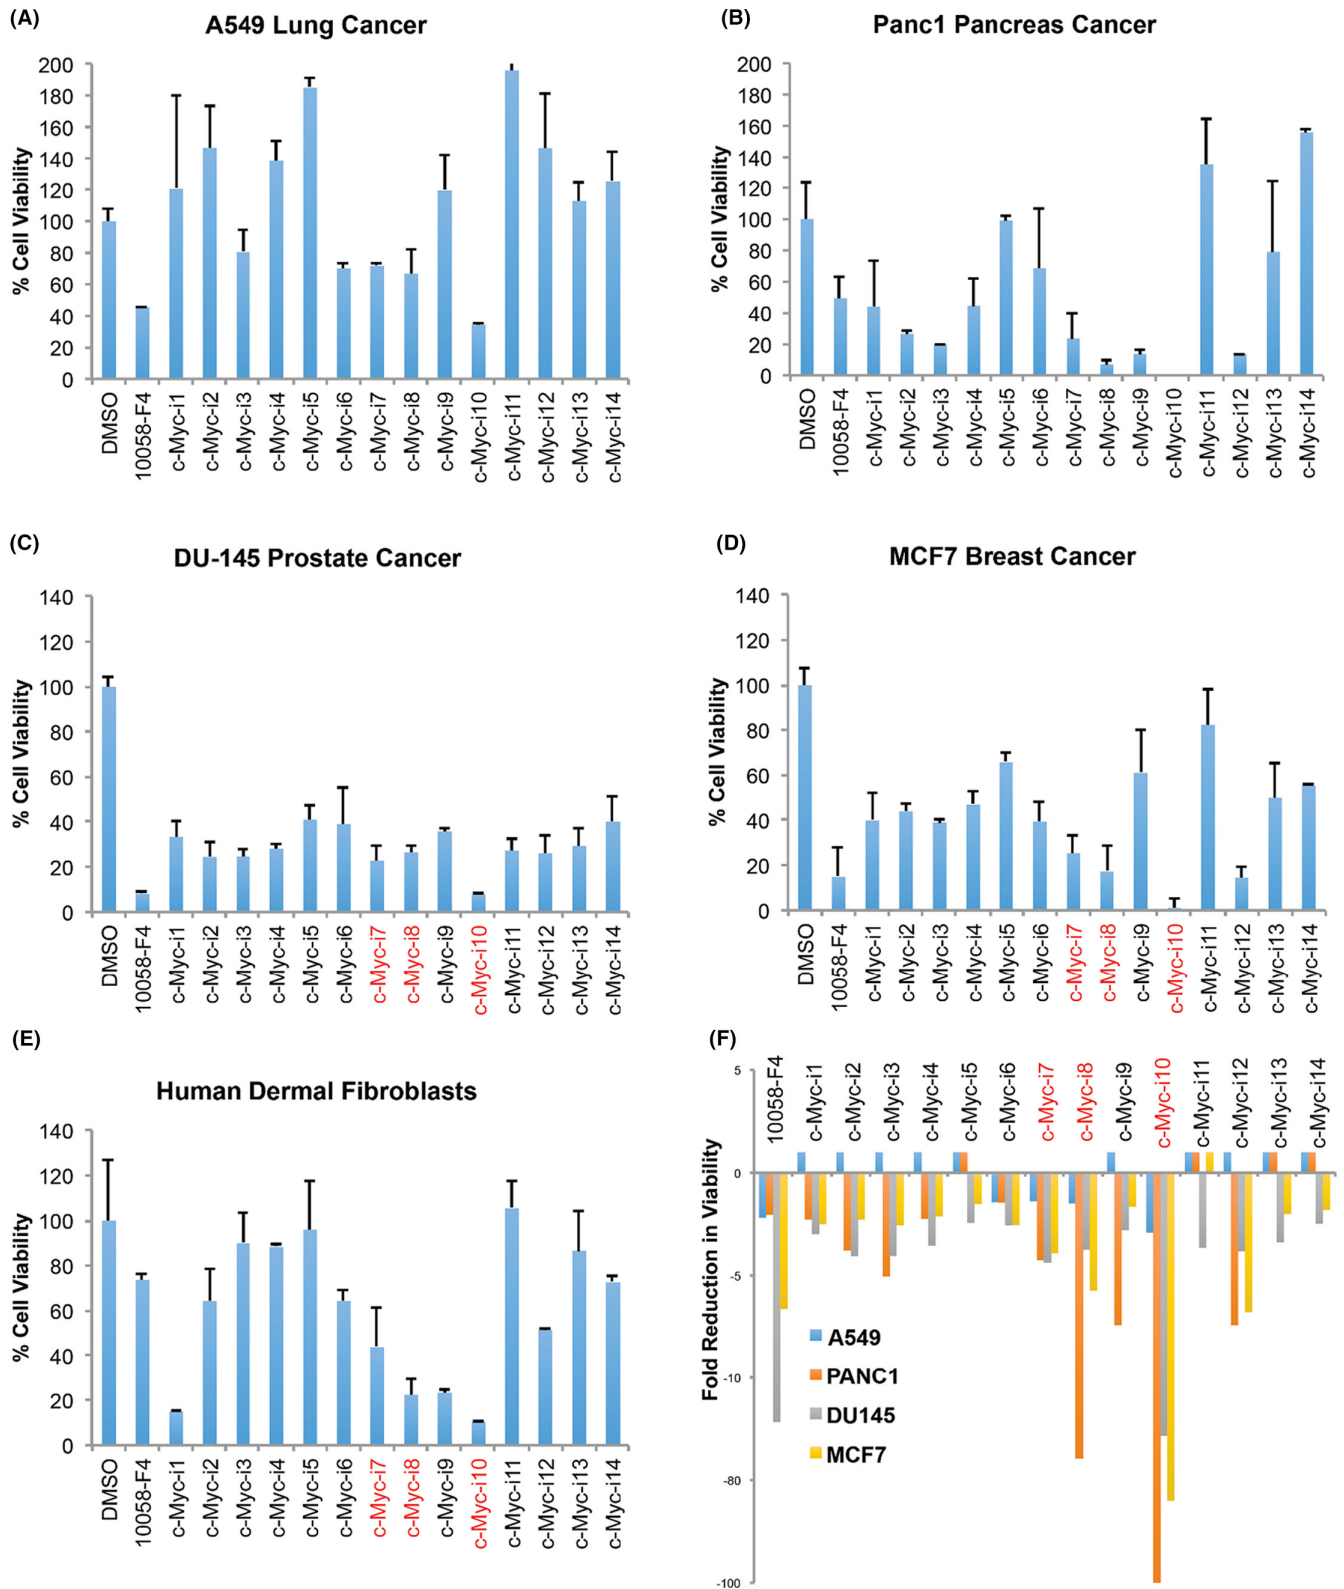 (A)
A549 Lung Cancer
% Cell Viability
200
180
160
140
120
100
80
60
40
20
0
DMSO
10058-F4
c-Myc-i1
c-Myc-i2
c-Myc-i3
c-Myc-i4
c-Myc-i5
c-Myc-i6
c-Myc-i7
c-Myc-i8
c-Myc-i9
c-Myc-i10
c-Myc-i11
c-Myc-i12
c-Myc-i13
c-Myc-i14
(B)
Panc1 Pancreas Cancer
% Cell Viability
200
180
160
140
120
100
80
60
40
20
0
DMSO
10058-F4
c-Myc-i1
c-Myc-i2
c-Myc-i3
c-Myc-i4
c-Myc-i5
c-Myc-i6
c-Myc-i7
c-Myc-i8
c-Myc-i9
c-Myc-i10
c-Myc-i11
c-Myc-i12
c-Myc-i13
c-Myc-i14
(C)
DU-145 Prostate Cancer
% Cell Viability
140
120
100
80
60
40
20
0
DMSO
10058-F4
c-Myc-i1
c-Myc-i2
c-Myc-i3
c-Myc-i4
c-Myc-i5
c-Myc-i6
c-Myc-i7
c-Myc-i8
c-Myc-i9
c-Myc-i10
c-Myc-i11
c-Myc-i12
c-Myc-i13
c-Myc-i14
(D)
MCF7 Breast Cancer
% Cell Viability
140
120
100
80
60
40
20
0
DMSO
10058-F4
c-Myc-i1
c-Myc-i2
c-Myc-i3
c-Myc-i4
c-Myc-i5
c-Myc-i6
c-Myc-i7
c-Myc-i8
c-Myc-i9
c-Myc-i10
c-Myc-i11
c-Myc-i12
c-Myc-i13
c-Myc-i14
(E)
Human Dermal Fibroblasts
% Cell Viability
140
120
100
80
60
40
20
0
DMSO
10058-F4
c-Myc-i1
c-Myc-i2
c-Myc-i3
c-Myc-i4
c-Myc-i5
c-Myc-i6
c-Myc-i7
c-Myc-i8
c-Myc-i9
c-Myc-i10
c-Myc-i11
c-Myc-i12
c-Myc-i13
c-Myc-i14
(F)
10058-F4
c-Myc-i1
c-Myc-i2
c-Myc-i3
c-Myc-i4
c-Myc-i5
c-Myc-i6
c-Myc-i7
c-Myc-i8
c-Myc-i9
c-Myc-i10
c-Myc-i11
c-Myc-i12
c-Myc-i13
c-Myc-i14
Fold Reduction in Viability
5
0
-5
-10
-80
-100
A549
PANC1
DU145
MCF7